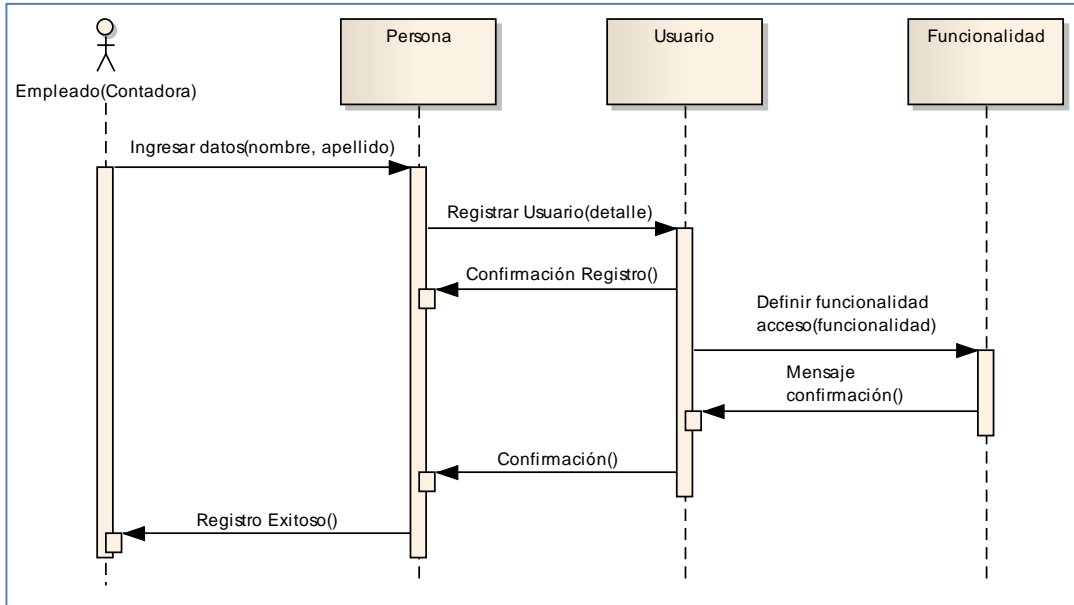 Persona
Usuario
Funcionalidad
Empleado(Contadora)
Ingresar datos(nombre, apellido)
Registrar Usuario(detalle)
Confirmación Registro()
Definir funcionalidad
acceso(funcionalidad)
Mensaje
confirmación()
Confirmación()
Registro Exitoso()